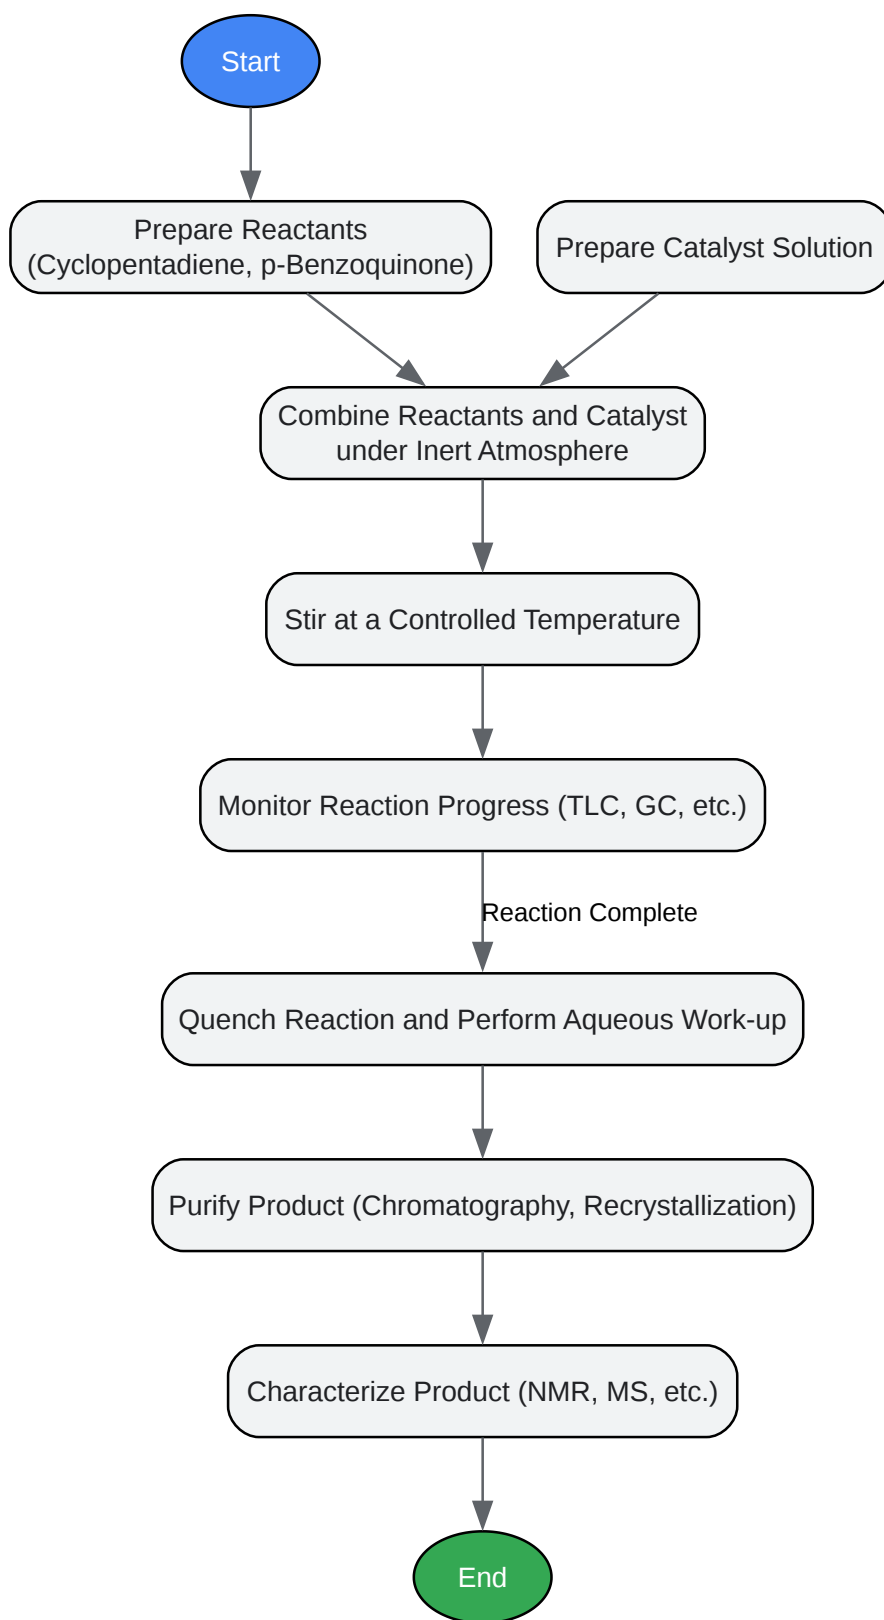 Start
Prepare Reactants
(Cyclopentadiene, p-Benzoquinone)
Prepare Catalyst Solution
Combine Reactants and Catalyst
under Inert Atmosphere
Stir at a Controlled Temperature
Monitor Reaction Progress (TLC, GC, etc.)
Reaction Complete
Quench Reaction and Perform Aqueous Work-up
Purify Product (Chromatography, Recrystallization)
Characterize Product (NMR, MS, etc.)
End